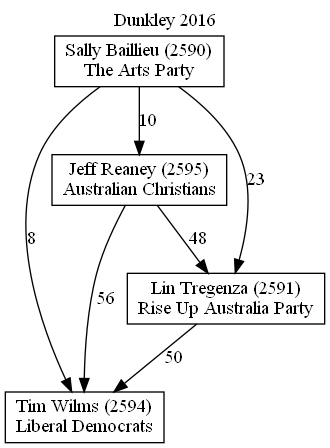 Dunkley 2016
Sally Baillieu (2590)
The Arts Party
10
Jeff Reaney (2595)
Australian Christians
23
8
48
56
Lin Tregenza (2591)
Rise Up Australia Party
50
Tim Wilms (2594)
Liberal Democrats